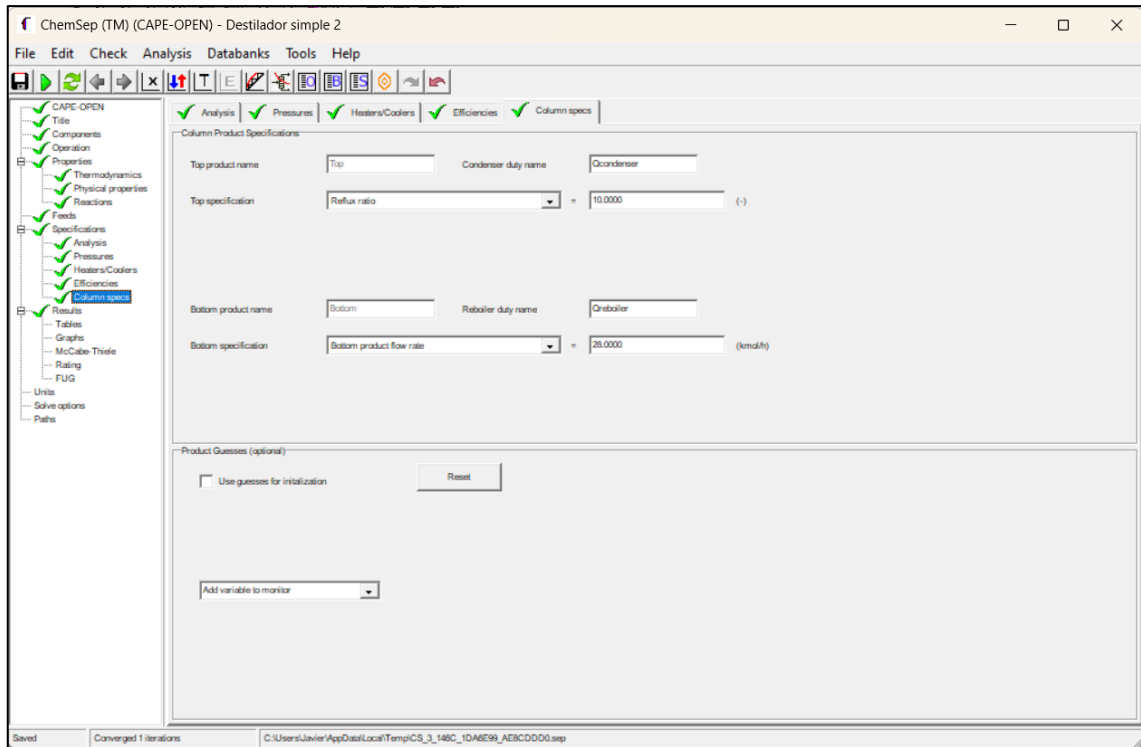 ChemSep (TM) (CAPE-OPEN) - Destilador simple 2
File Edit Check Analysis Databanks Tools Help
CAPE-OPEN
Title
Components
Operation
Properties
Thermodynamics
Physical properties
Reactions
Feeds
Specifications
Analysis
Pressures
Heaters/Coolers
Efficiencies
Column specs
Results
Tables
Graphs
McCabe-Thiele
Rating
FUG
Units
Solve options
Paths
Analysis Pressures Heaters/Coolers Efficiencies Column specs
Column Product Specifications
Top product name Top Condenser duty name Qcondenser
Top specification Reflux ratio = 10.0000 (-)
Bottom product name Bottom Reboiler duty name Qreboiler
Bottom specification Bottom product flow rate = 28.0000 (kmol/h)
Product Guesses (optional)
Use guesses for initialization Reset
Add variable to monitor
Saved Converged 1 iterations C:\Users\Javier\AppData\Local\Temp\CS_3_146C_1DA6E99_AE8CDDD0.sep